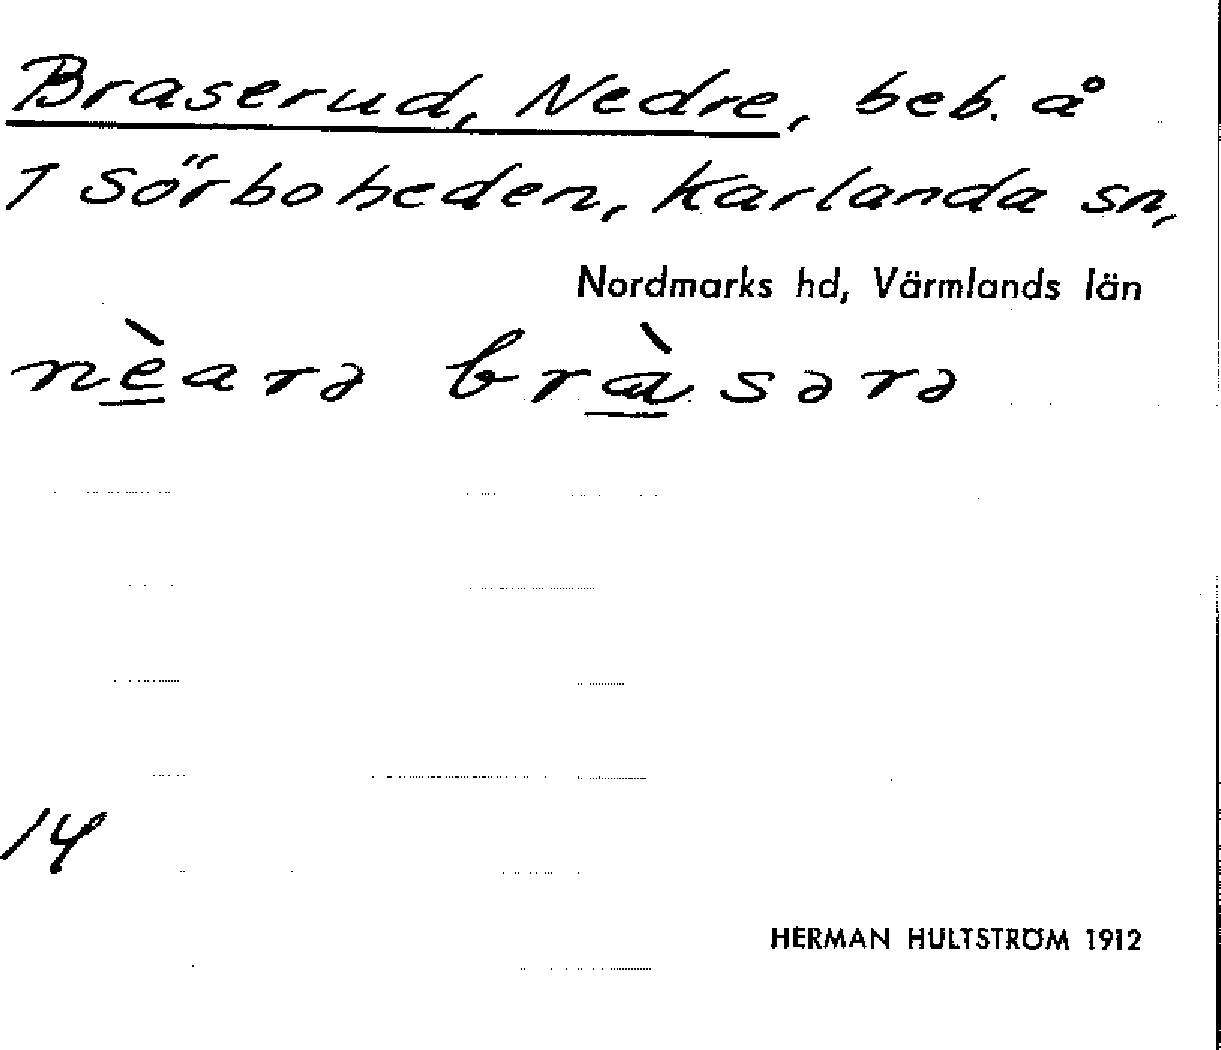 Braserud, Nedre, beb. å
1 Sörboheden, Karlanda sn,
Nordmarks hd, Värmlands län
nèarə bràsərə
14
HERMAN HULTSTRÖM 1912